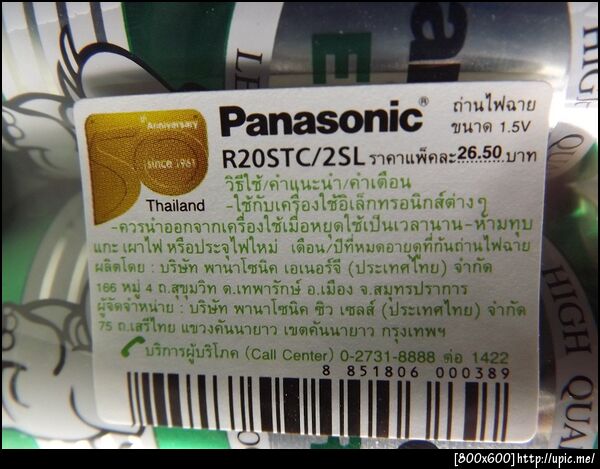 HIGH
QUA
LE
E
an
HIG
50th Anniversary
since 1961
Thailand
Panasonic®
ถ่านไฟฉาย
ขนาด 1.5V
R20STC/2SL ราคาแพ็คละ 26.50 บาท
วิธีใช้/คำแนะนำ/คำเตือน
-ใช้กับเครื่องใช้อิเล็กทรอนิกส์ต่างๆ
-ควรนำออกจากเครื่องใช้เมื่อหยุดใช้เป็นเวลานาน-ห้ามทุบ
แกะ เผาไฟ หรือประจุไฟใหม่ เดือน/ปีที่หมดอายุดูที่ก้นถ่านไฟฉาย
ผลิตโดย : บริษัท พานาโซนิค เอเนอร์จี (ประเทศไทย) จำกัด
166 หมู่ 4 ถ.สุขุมวิท ต.เทพารักษ์ อ.เมือง จ.สมุทรปราการ
ผู้จัดจำหน่าย : บริษัท พานาโซนิค ซิว เซลส์ (ประเทศไทย) จำกัด
75 ถ.เสรีไทย แขวงคันนายาว เขตคันนายาว กรุงเทพฯ
บริการผู้บริโภค (Call Center) 0-2731-8888 ต่อ 1422
8 851806 000389
[800x600]http://upic.me/